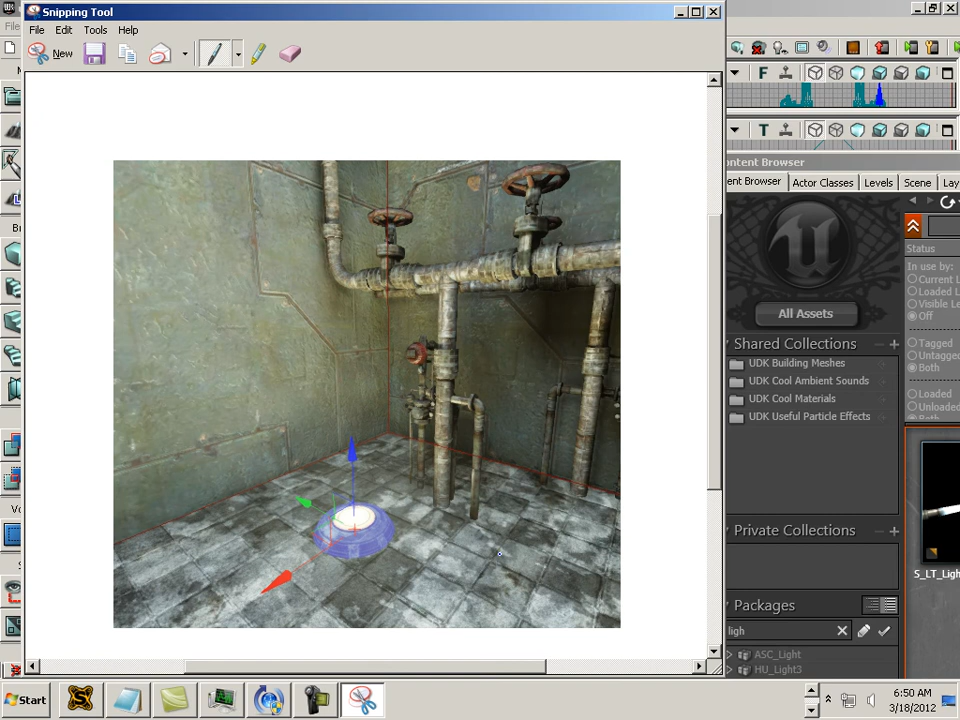 Snipping Tool
File Edit Tools Help
New
F
T
ontent Browser
ent Browser Actor Classes Levels Scene Lay
All Assets
Status
In use by:
Current L
Loaded L
Visible Le
Off
Shared Collections
UDK Building Meshes
UDK Cool Ambient Sounds
UDK Cool Materials
UDK Useful Particle Effects
Tagged
Untagge
Both
Loaded
Unloade
Private Collections
S_LT_Ligh
Packages
ligh
ASC_Light
HU_Light3
Start
6:50 AM
3/18/2012